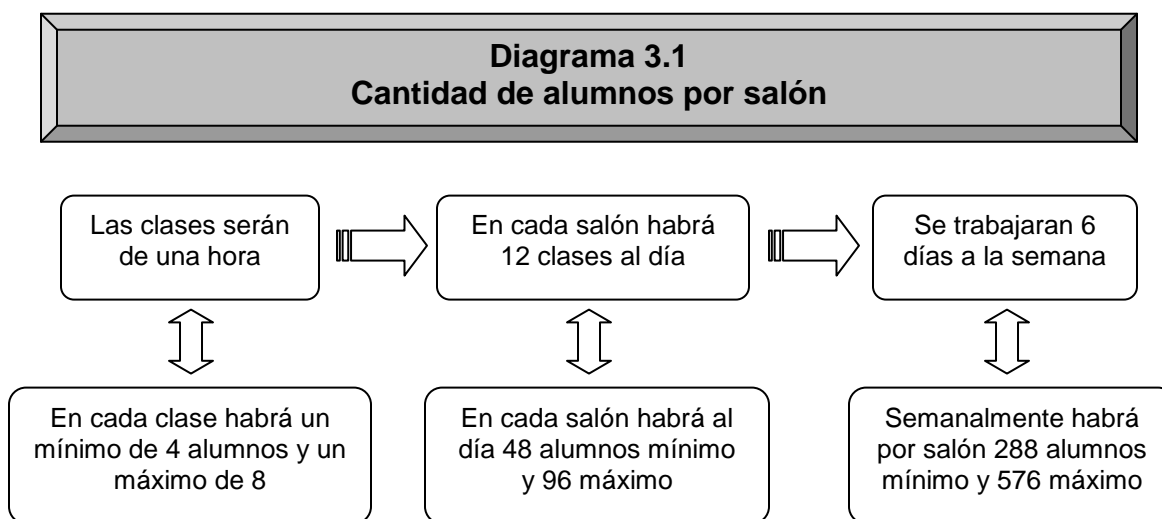 Diagrama 3.1
Cantidad de alumnos por salón
Las clases serán
de una hora
En cada salón habrá
12 clases al día
Se trabajaran 6
días a la semana
En cada clase habrá un
mínimo de 4 alumnos y un
máximo de 8
En cada salón habrá al
día 48 alumnos mínimo
y 96 máximo
Semanalmente habrá
por salón 288 alumnos
mínimo y 576 máximo